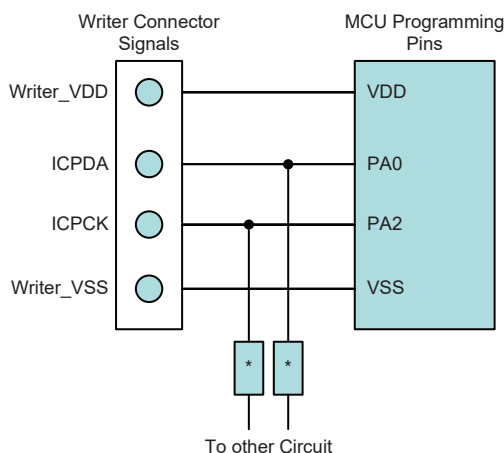 Writer Connector
Signals
MCU Programming
Pins
Writer_VDD
VDD
ICPDA
PA0
ICPCK
PA2
Writer_VSS
VSS
*
*
To other Circuit